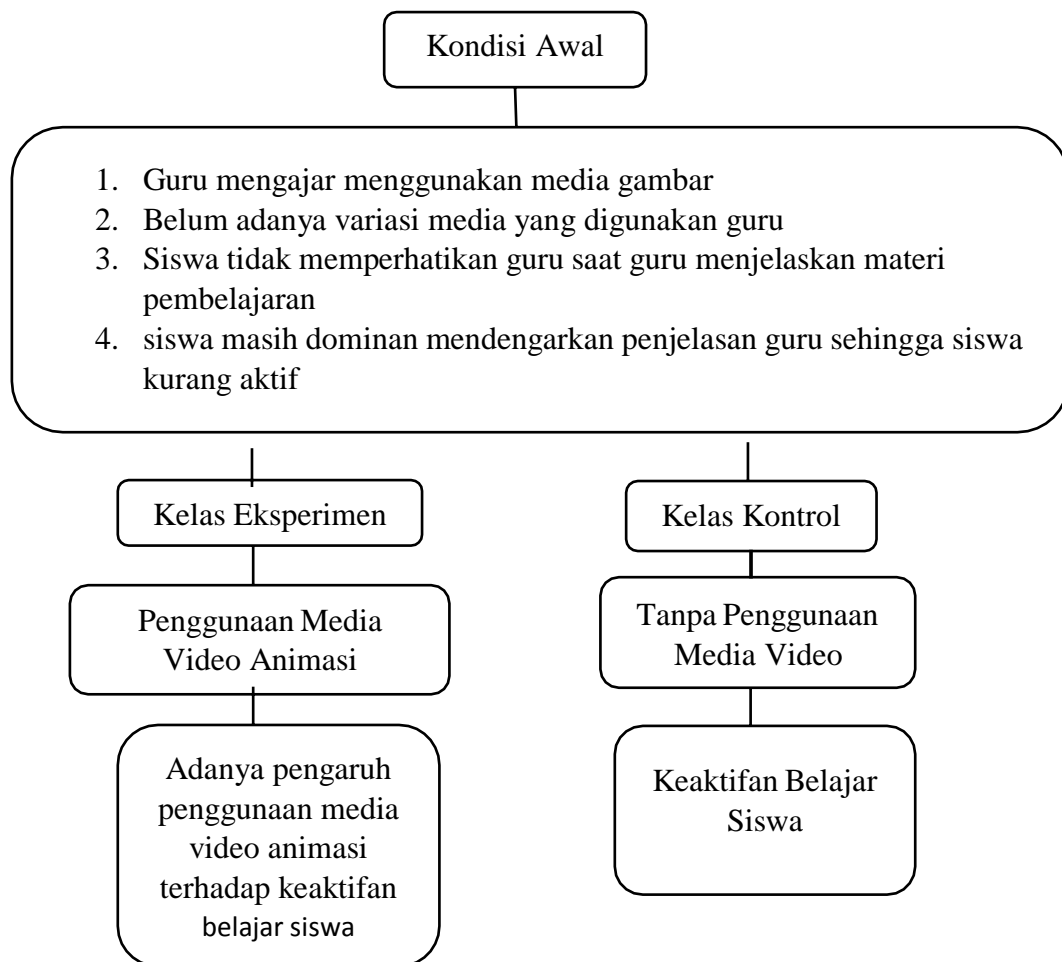 Kondisi Awal
1. Guru mengajar menggunakan media gambar
2. Belum adanya variasi media yang digunakan guru
3. Siswa tidak memperhatikan guru saat guru menjelaskan materi
pembelajaran
4. siswa masih dominan mendengarkan penjelasan guru sehingga siswa
kurang aktif
Kelas Eksperimen
Kelas Kontrol
Penggunaan Media
Video Animasi
Tanpa Penggunaan
Media Video
Adanya pengaruh
penggunaan media
video animasi
terhadap keaktifan
belajar siswa
Keaktifan Belajar
Siswa